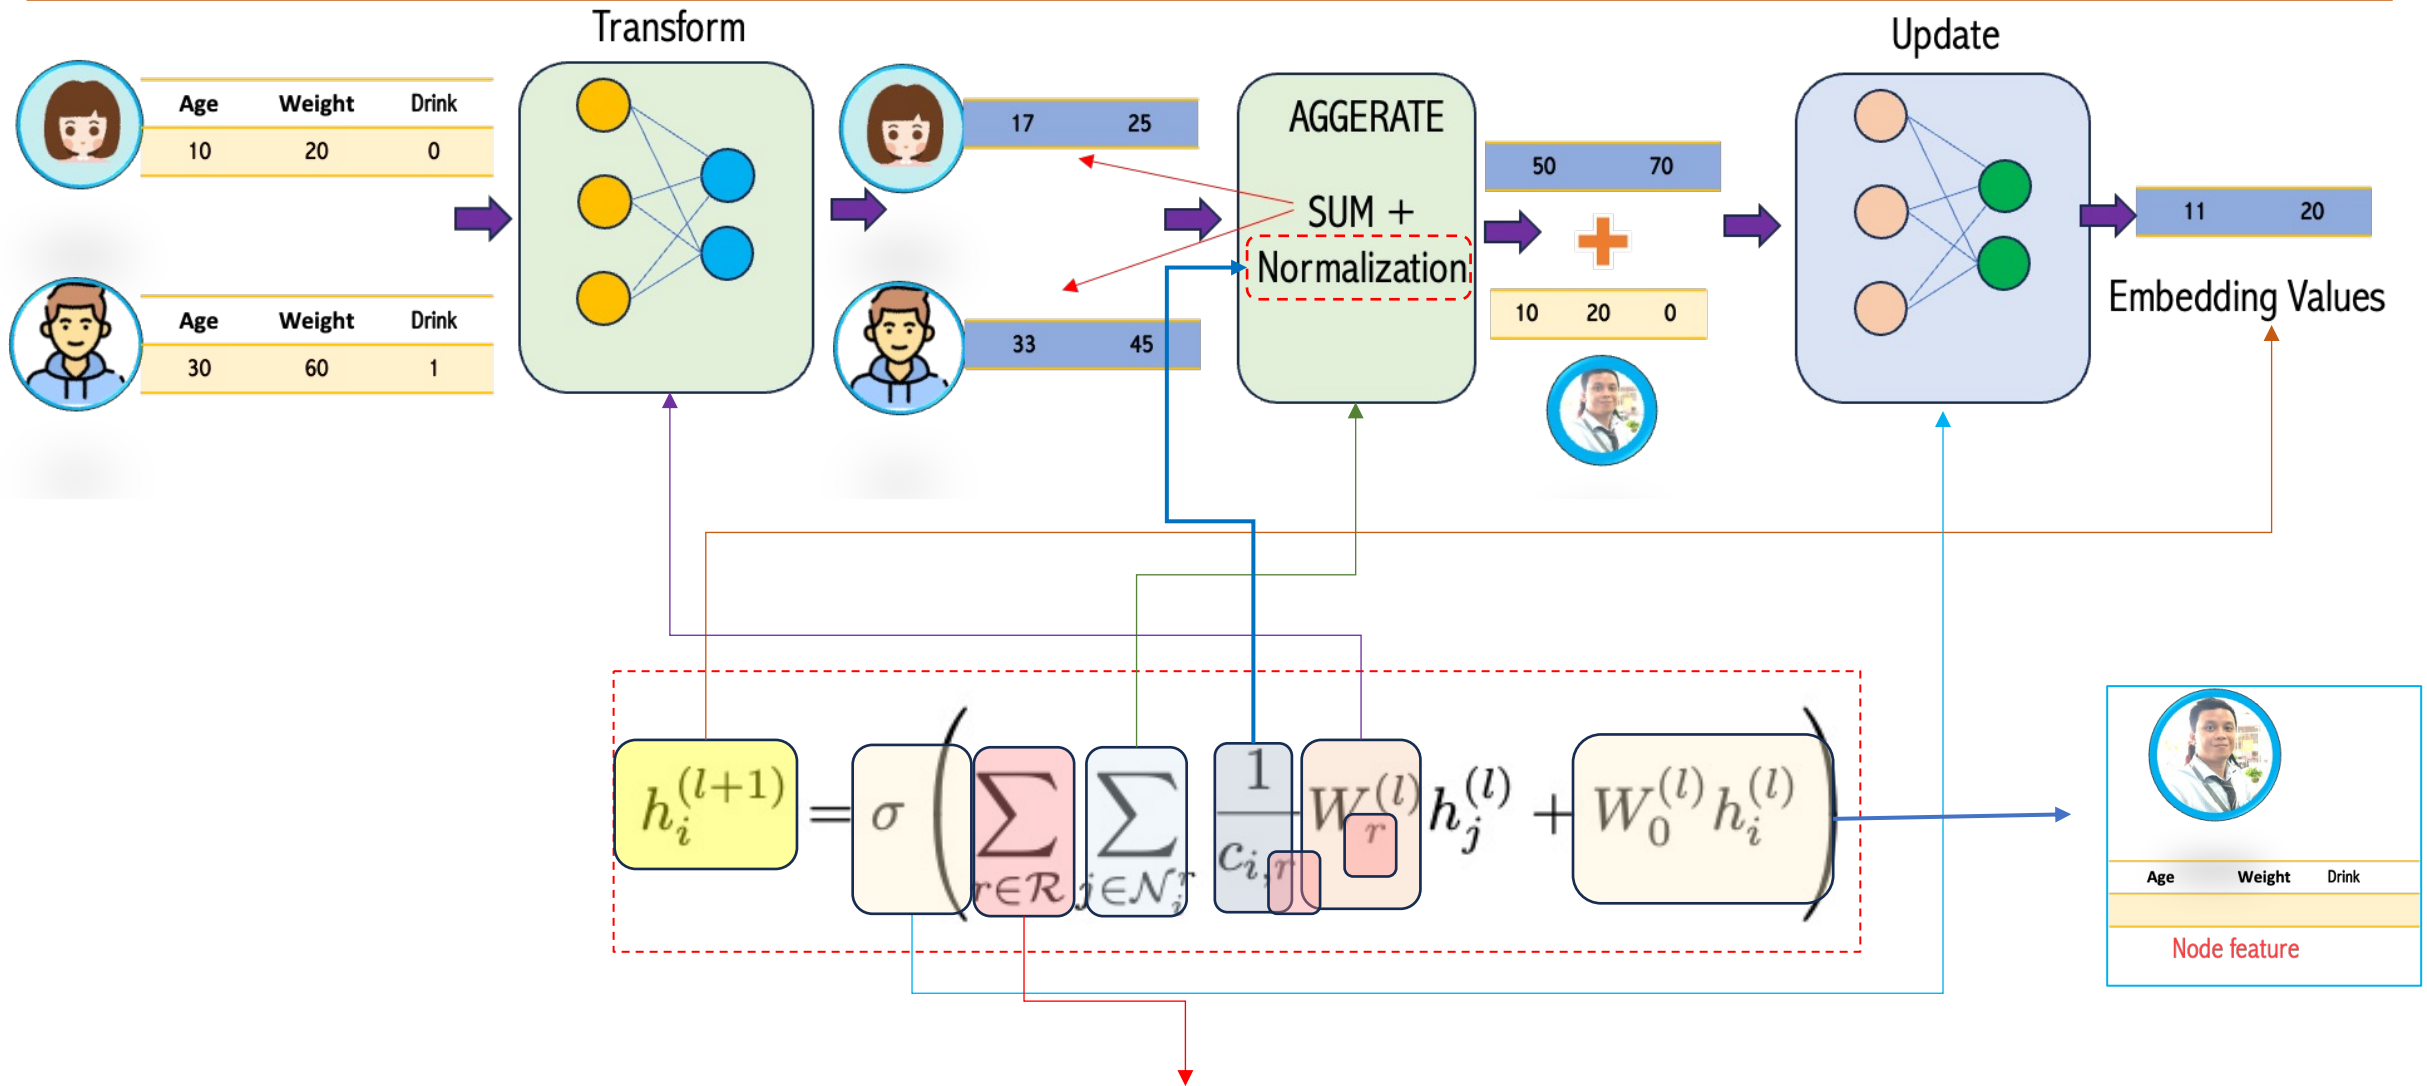 Transform
Update
Age Weight Drink
10 20 0
17 25
AGGERATE
SUM +
Normalization
50 70
10 20 0
11 20
Embedding Values
Age Weight Drink
30 60 1
33 45
h_i^{(l+1)} = σ ( ∑_{r∈ℛ} ∑_{j∈𝒩_i^r} \frac{1}{c_{i,r}} W_r^{(l)} h_j^{(l)} + W_0^{(l)} h_i^{(l)} )
Age Weight Drink
Node feature